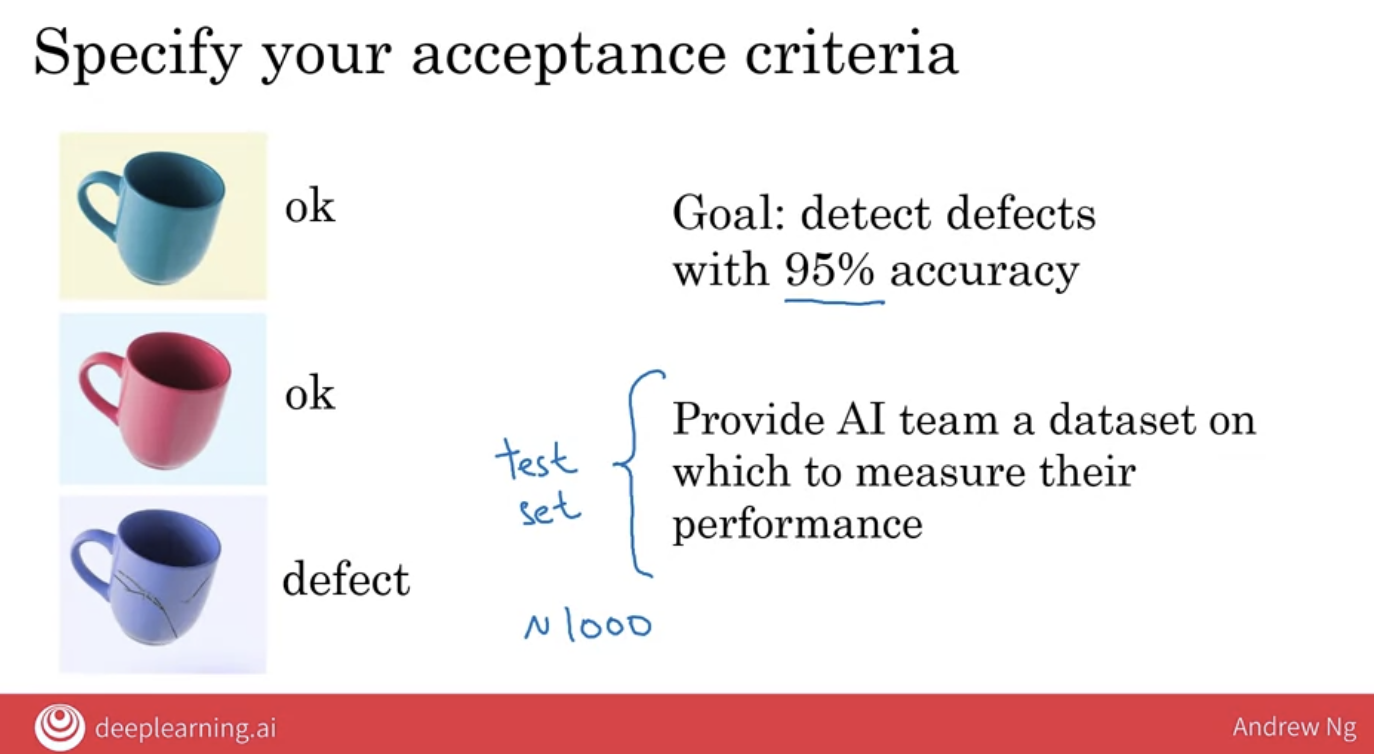 Specify your acceptance criteria
ok
ok
defect
Goal: detect defects
with 95% accuracy
test
set
Provide AI team a dataset on
which to measure their
performance
~1000
deeplearning.ai
Andrew Ng